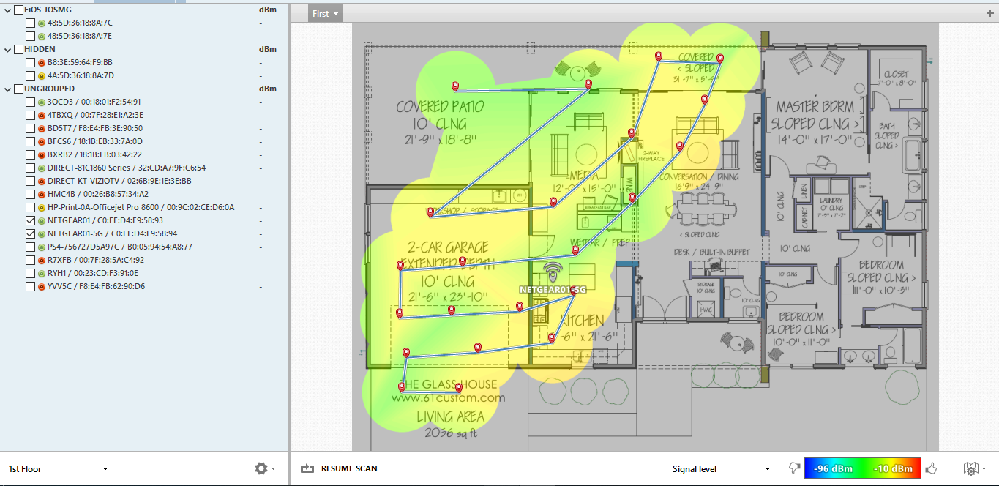 FiOS-JOSMG dBm
48:5D:36:18:8A:7C -
48:5D:36:18:8A:7E -
HIDDEN dBm
B8:3E:59:64:F9:BB -
4A:5D:36:18:8A:7D -
UNGROUPED dBm
3OCD3 / 00:18:01:F2:54:91 -
4TBXQ / 00:7F:28:E1:A2:3E -
BD5T7 / F8:E4:FB:3E:90:50 -
BFCS6 / 18:1B:EB:33:7A:0D -
BXRB2 / 18:1B:EB:03:42:22 -
DIRECT-81C1860 Series / 32:CD:A7:9F:C6:54 -
DIRECT-KT-VIZIOTV / 02:6B:9E:1E:3E:BB -
HMC4B / 00:26:B8:57:34:A2 -
HP-Print-0A-Officejet Pro 8600 / 00:9C:02:CE:D6:0A -
NETGEAR01 / C0:FF:D4:E9:58:93 -
NETGEAR01-5G / C0:FF:D4:E9:58:94 -
PS4-756727D5A97C / B0:05:94:54:A8:77 -
R7XFB / 00:7F:28:5A:C4:92 -
RYH1 / 00:23:CD:F3:91:0E -
YVV5C / F8:E4:FB:62:90:D6 -
1st Floor
First
COVERED
< SLOPED
31'-7" x 5'-
COVERED PATIO
10' CLNG
21'-9" x 18'-8"
MASTER BDRM
SLOPED CLNG >
14'-0" x 17'-0"
CLOSET
7'-0" x 8'-0"
BATH
SLOPED
CLNG >
2-WAY
FIREPLACE
MEDIA
12'-0" x 15'-0"
WINE
CONVERSATION / DINING
16'9" x 24' 9"
BREAKFAST BAR
WETBAR / PREP
< SLOPED CLNG
DESK / BUILT-IN BUFFET
SHOP / STORAGE
2-CAR GARAGE
EXTENDED DEPTH
10' CLNG
21'-6" x 23'-10"
NETGEAR01-5G
KITCHEN
-6" x 21'-6"
LINEN
CABINET
10' CLNG
LAUNDRY
10' CLNG
7'-5" x 7'-2"
STEP
10' CLNG
10' CLNG
STORAGE
10' CLNG
HVAC
10' CLNG
BEDROOM
SLOPED CLNG >
11'-0" x 10'-3"
BEDROOM
SLOPED CLNG >
10'-0" x 11'-0"
THE GLASS HOUSE
www.61custom.com
LIVING AREA
2056 sq ft
RESUME SCAN
Signal level
-96 dBm -10 dBm